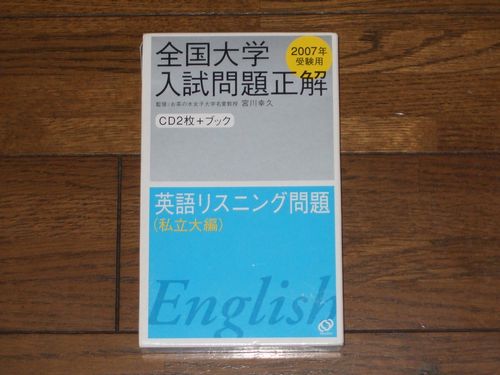 全国大学
入試問題正解
2007年
受験用
監修:お茶の水女子大学名誉教授 宮川幸久
CD2枚+ブック
英語リスニング問題
(私立大編)
English